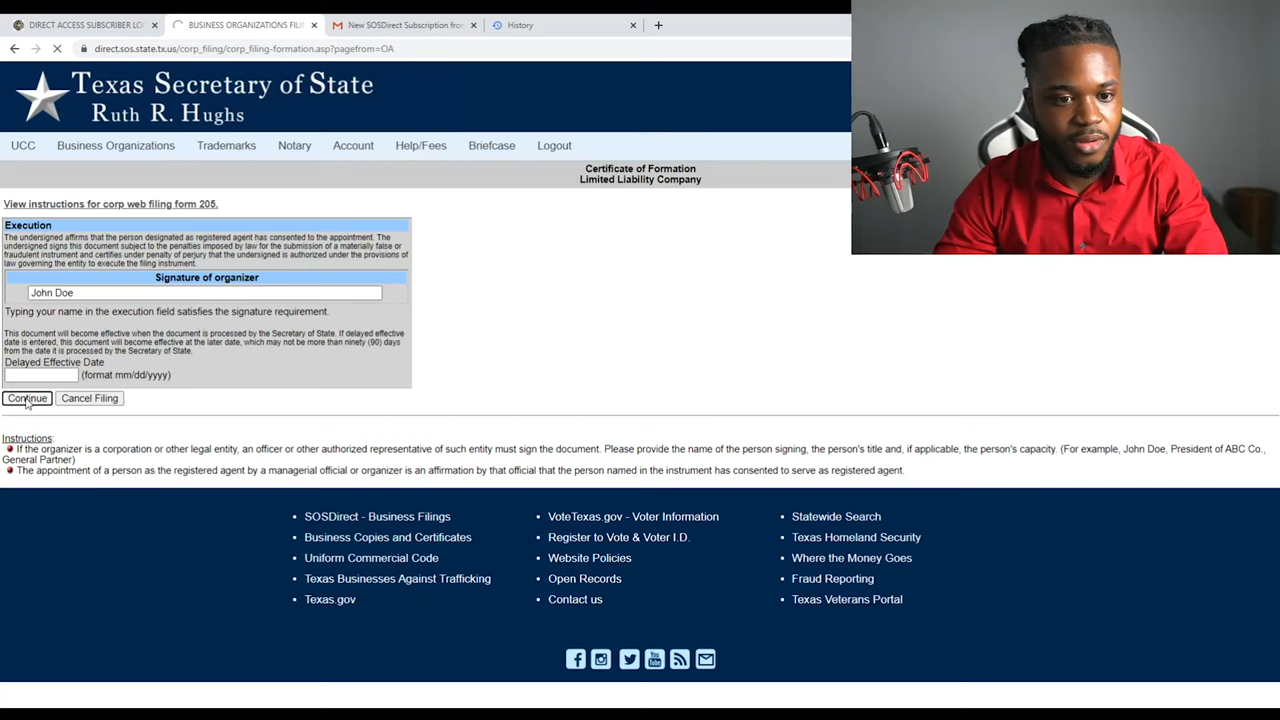 DIRECT ACCESS SUBSCRIBER LO
BUSINESS ORGANIZATIONS FILI
New SOSDirect Subscription from
History
direct.sos.state.tx.us/corp_filing/corp_filing-formation.asp?pagefrom=OA
Texas Secretary of State
Ruth R. Hughs
UCC
Business Organizations
Trademarks
Notary
Account
Help/Fees
Briefcase
Logout
Certificate of Formation
Limited Liability Company
View instructions for corp web filing form 205.
Execution
The undersigned affirms that the person designated as registered agent has consented to the appointment. The
undersigned signs this document subject to the penalties imposed by law for the submission of a materially false or
fraudulent instrument and certifies under penalty of perjury that the undersigned is authorized under the provisions of
law governing the entity to execute the filing instrument.
Signature of organizer
John Doe
Typing your name in the execution field satisfies the signature requirement.
This document will become effective when the document is processed by the Secretary of State. If delayed effective
date is entered, this document will become effective at the later date, which may not be more than ninety (90) days
from the date it is processed by the Secretary of State.
Delayed Effective Date
(format mm/dd/yyyy)
Continue
Cancel Filing
Instructions:
If the organizer is a corporation or other legal entity, an officer or other authorized representative of such entity must sign the document. Please provide the name of the person signing, the person's title and, if applicable, the person's capacity. (For example, John Doe, President of ABC Co.,
General Partner)
The appointment of a person as the registered agent by a managerial official or organizer is an affirmation by that official that the person named in the instrument has consented to serve as registered agent.
SOSDirect - Business Filings
Business Copies and Certificates
Uniform Commercial Code
Texas Businesses Against Trafficking
Texas.gov
VoteTexas.gov - Voter Information
Register to Vote & Voter I.D.
Website Policies
Open Records
Contact us
Statewide Search
Texas Homeland Security
Where the Money Goes
Fraud Reporting
Texas Veterans Portal